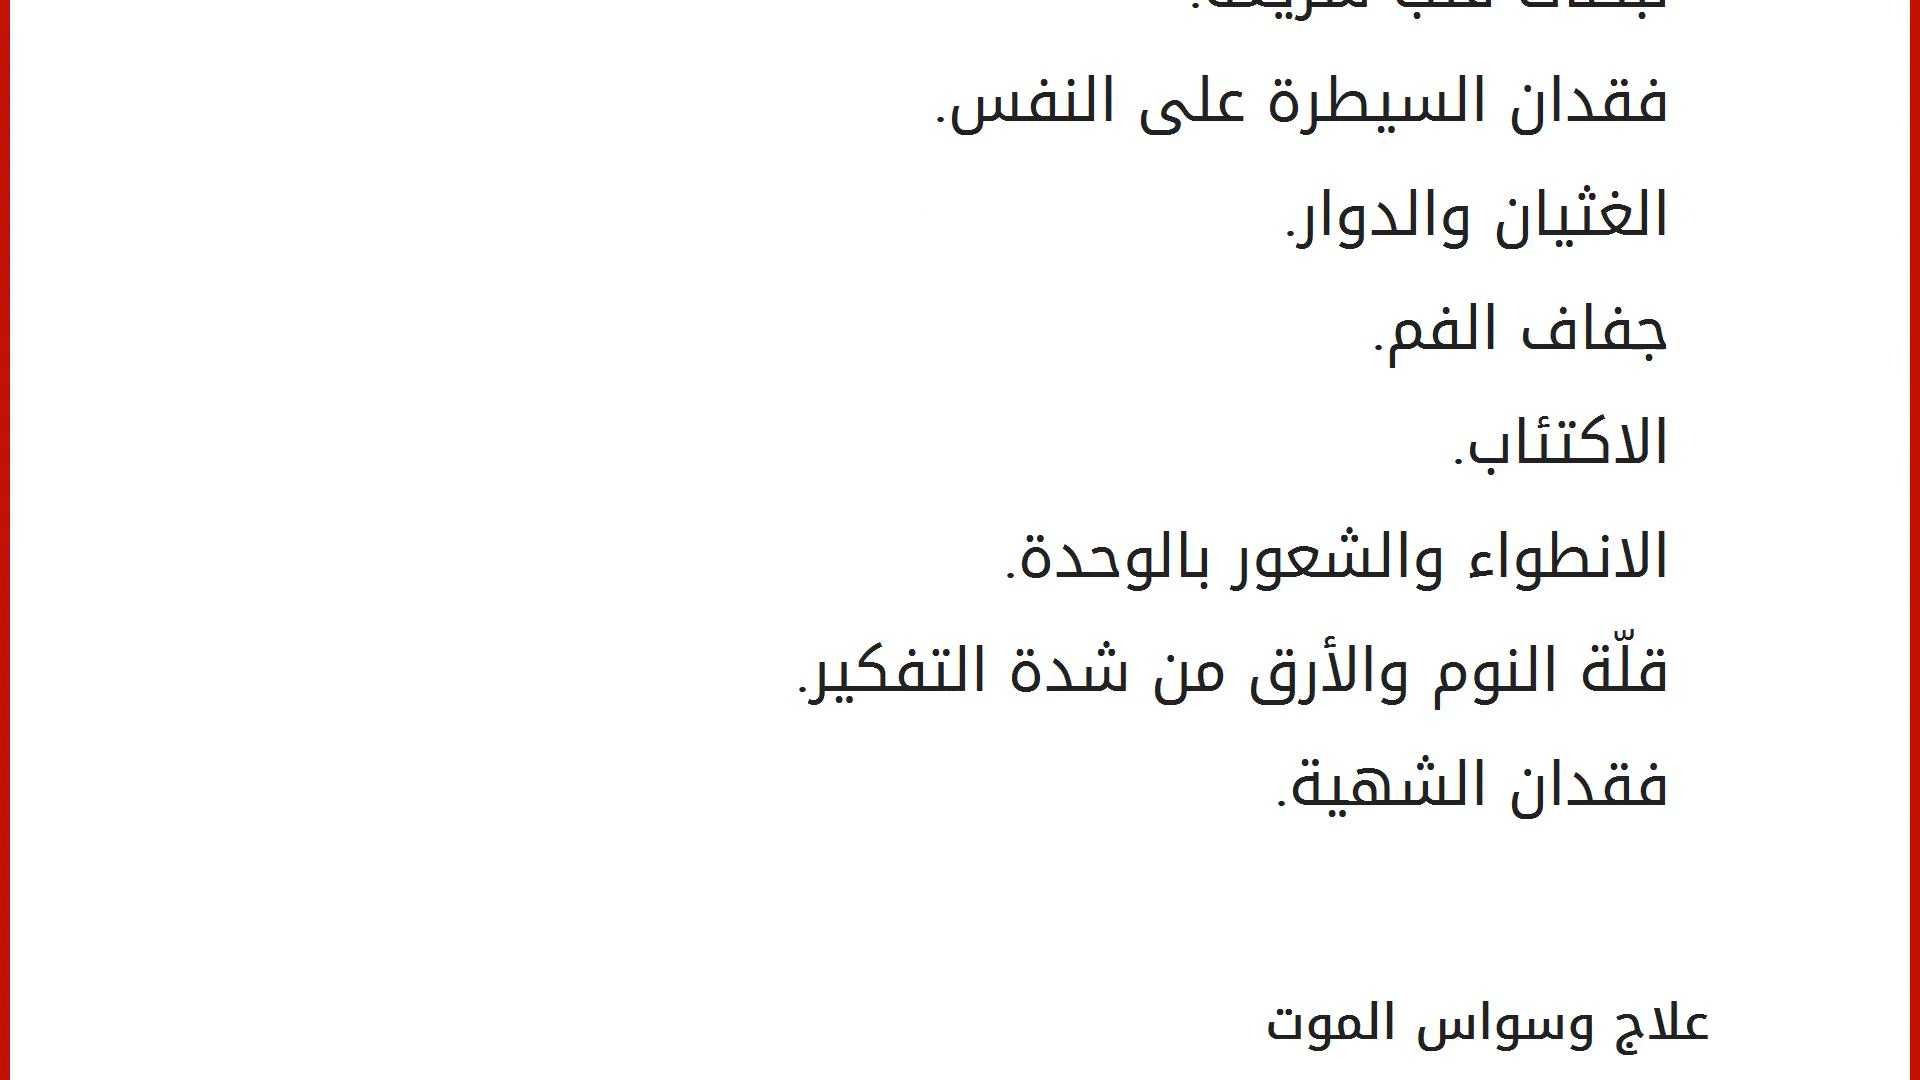 فقدان السيطرة على النفس.
الغثيان والدوار.
جفاف الفم.
الاكتئاب.
الانطواء والشعور بالوحدة.
قلّة النوم والأرق من شدة التفكير.
فقدان الشهية.
علاج وسواس الموت